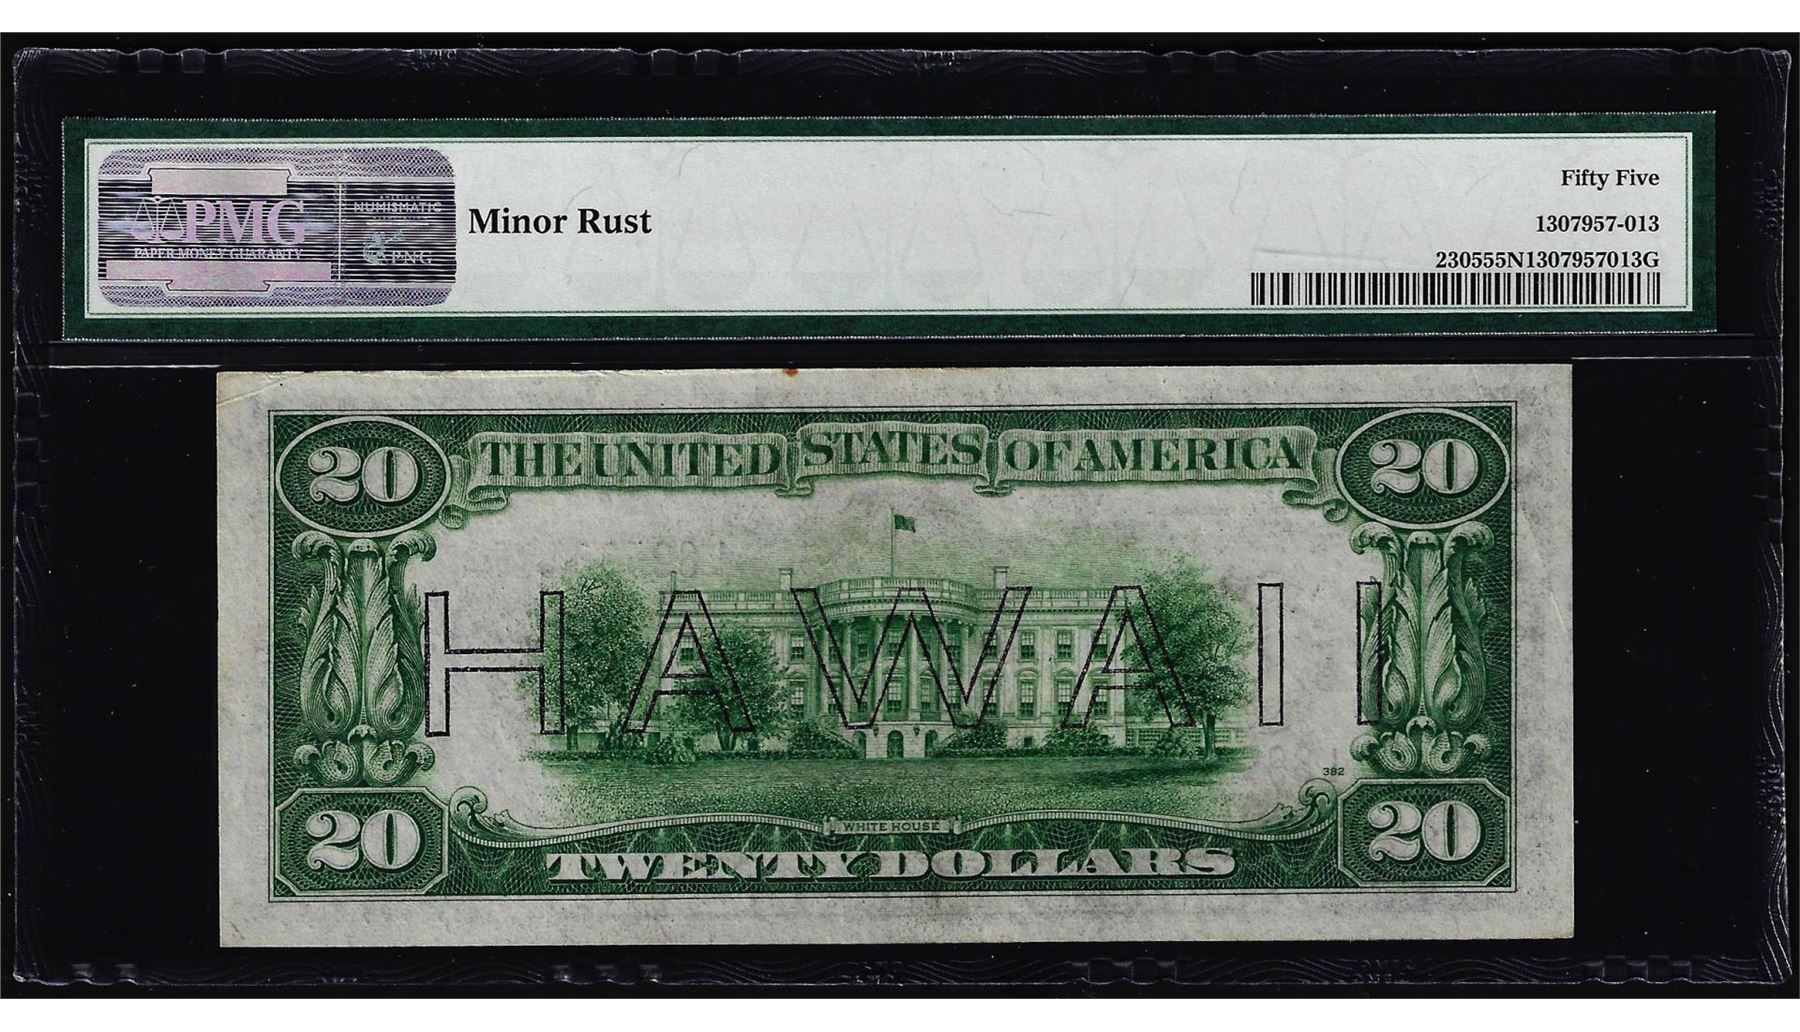 PMG
PAPER MONEY GUARANTY
NUMISMATIC
PNG
Minor Rust
Fifty Five
1307957-013
230555N1307957013G
20
THE UNITED STATES OF AMERICA
20
HAWAII
382
20
WHITE HOUSE
TWENTY DOLLARS
20